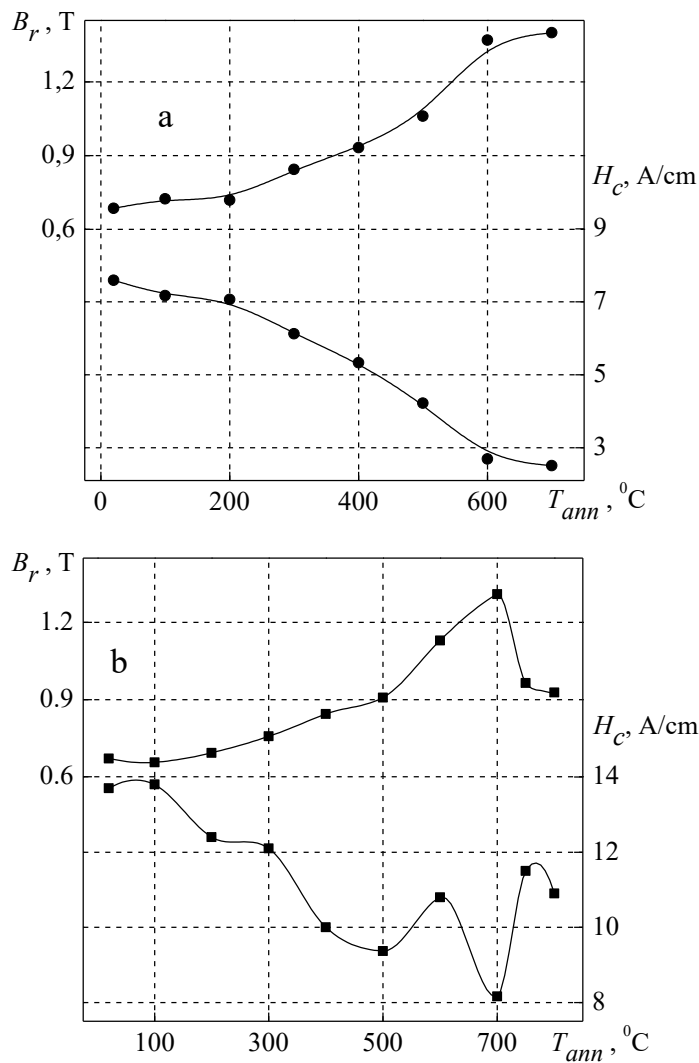 B_r , T
1,2
a
0,9
H_c, A/cm
0,6
9
7
5
3
0 200 400 600 T_ann , ⁰C
B_r , T
1.2
b
0.9
H_c, A/cm
0.6
14
12
10
8
100 300 500 700 T_ann , ⁰C